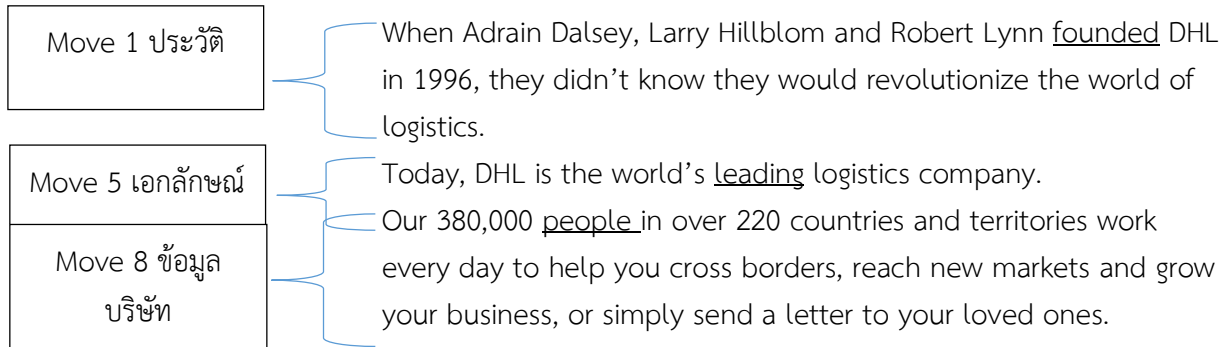 Move 1 ประวัติ
When Adrain Dalsey, Larry Hillblom and Robert Lynn founded DHL
in 1996, they didn’t know they would revolutionize the world of
logistics.
Move 5 เอกลักษณ์
Today, DHL is the world’s leading logistics company.
Move 8 ข้อมูล
บริษัท
Our 380,000 people in over 220 countries and territories work
every day to help you cross borders, reach new markets and grow
your business, or simply send a letter to your loved ones.